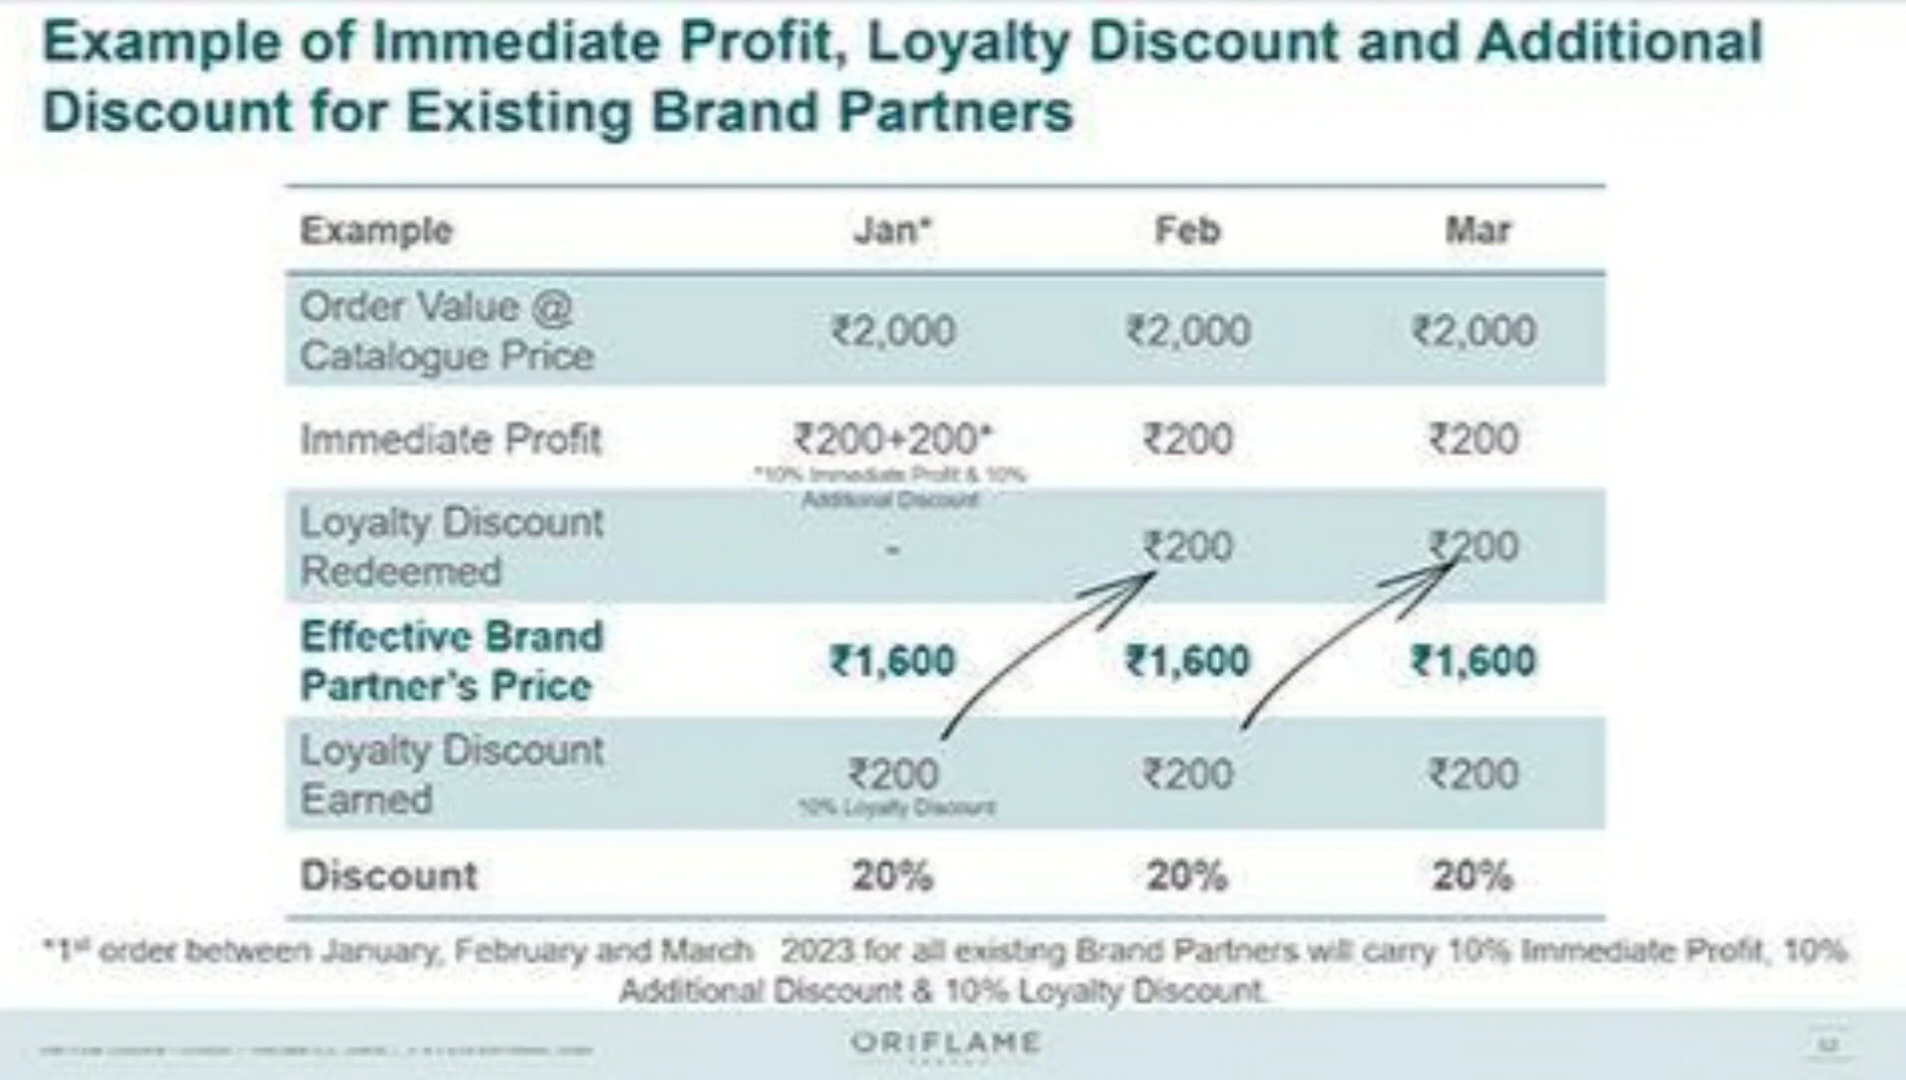 Example of Immediate Profit, Loyalty Discount and Additional
Discount for Existing Brand Partners
Example Jan* Feb Mar
Order Value @
Catalogue Price ₹2,000 ₹2,000 ₹2,000
Immediate Profit ₹200+200* ₹200 ₹200
*10% Immediate Profit & 10%
Additional Discount
Loyalty Discount
Redeemed - ₹200 ₹200
Effective Brand
Partner's Price ₹1,600 ₹1,600 ₹1,600
Loyalty Discount
Earned ₹200 ₹200 ₹200
10% Loyalty Discount
Discount 20% 20% 20%
*1st order between January, February and March 2023 for all existing Brand Partners will carry 10% Immediate Profit, 10%
Additional Discount & 10% Loyalty Discount.
ORIFLAME